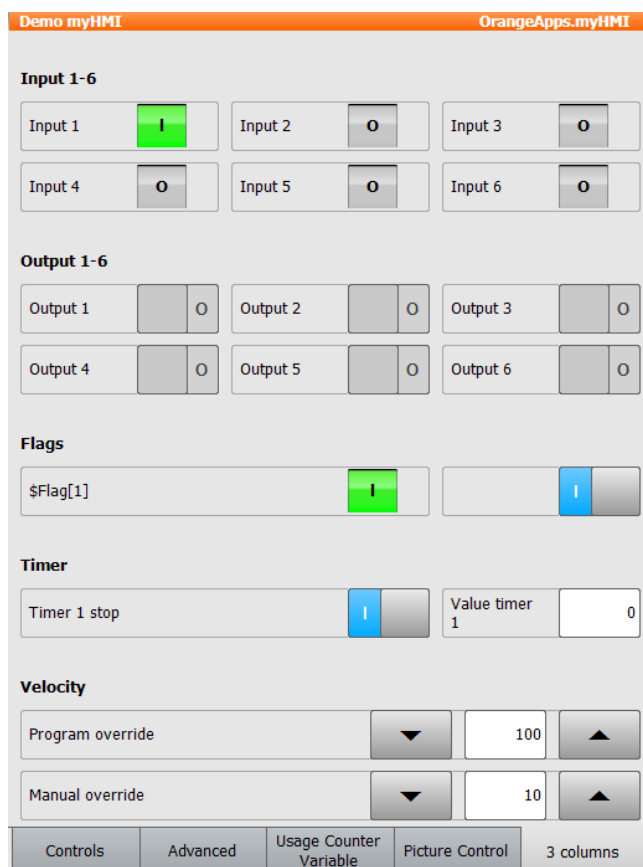 Demo myHMI OrangeApps.myHMI
Input 1-6
Input 1 I Input 2 O Input 3 O
Input 4 O Input 5 O Input 6 O
Output 1-6
Output 1 O Output 2 O Output 3 O
Output 4 O Output 5 O Output 6 O
Flags
$Flag[1] I I
Timer
Timer 1 stop I Value timer 1 0
Velocity
Program override 100
Manual override 10
Controls Advanced Usage Counter Variable Picture Control 3 columns